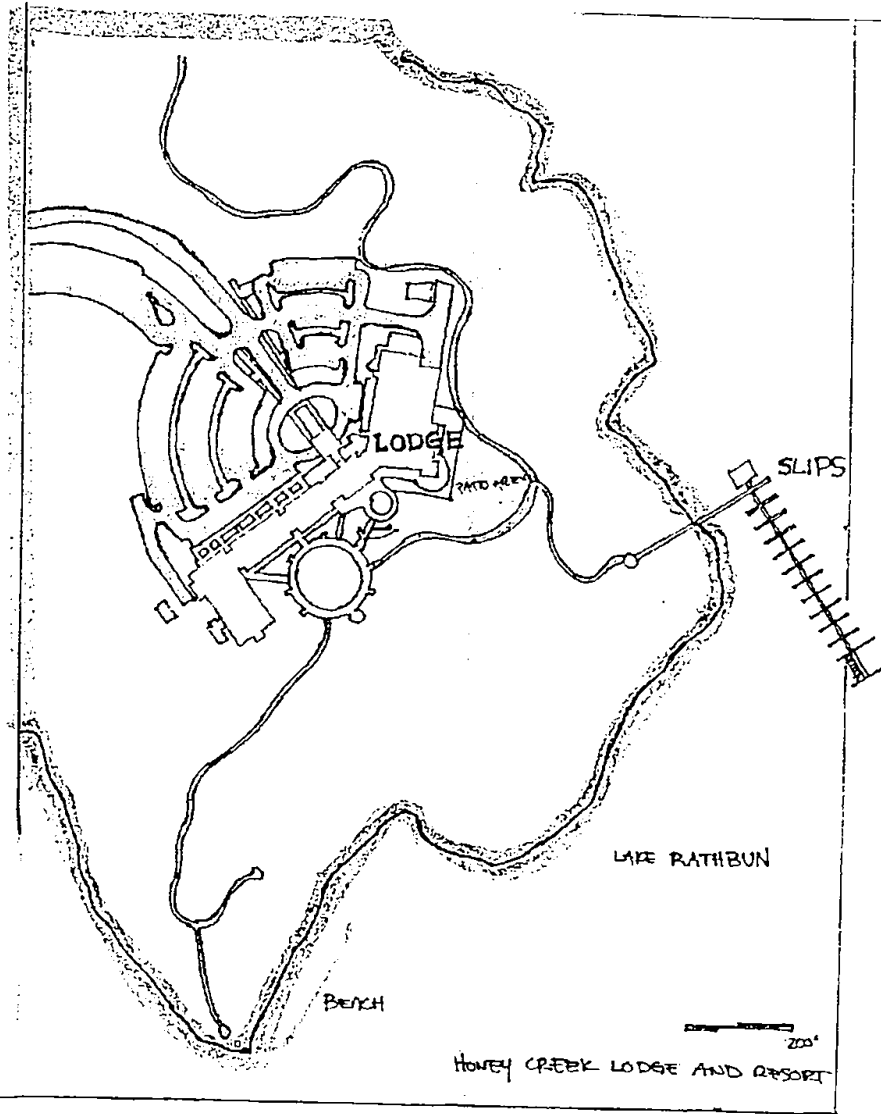 LODGE
SLIPS
PATIO AREA
LAKE RATHBUN
BEACH
200'
HONEY CREEK LODGE AND RESORT